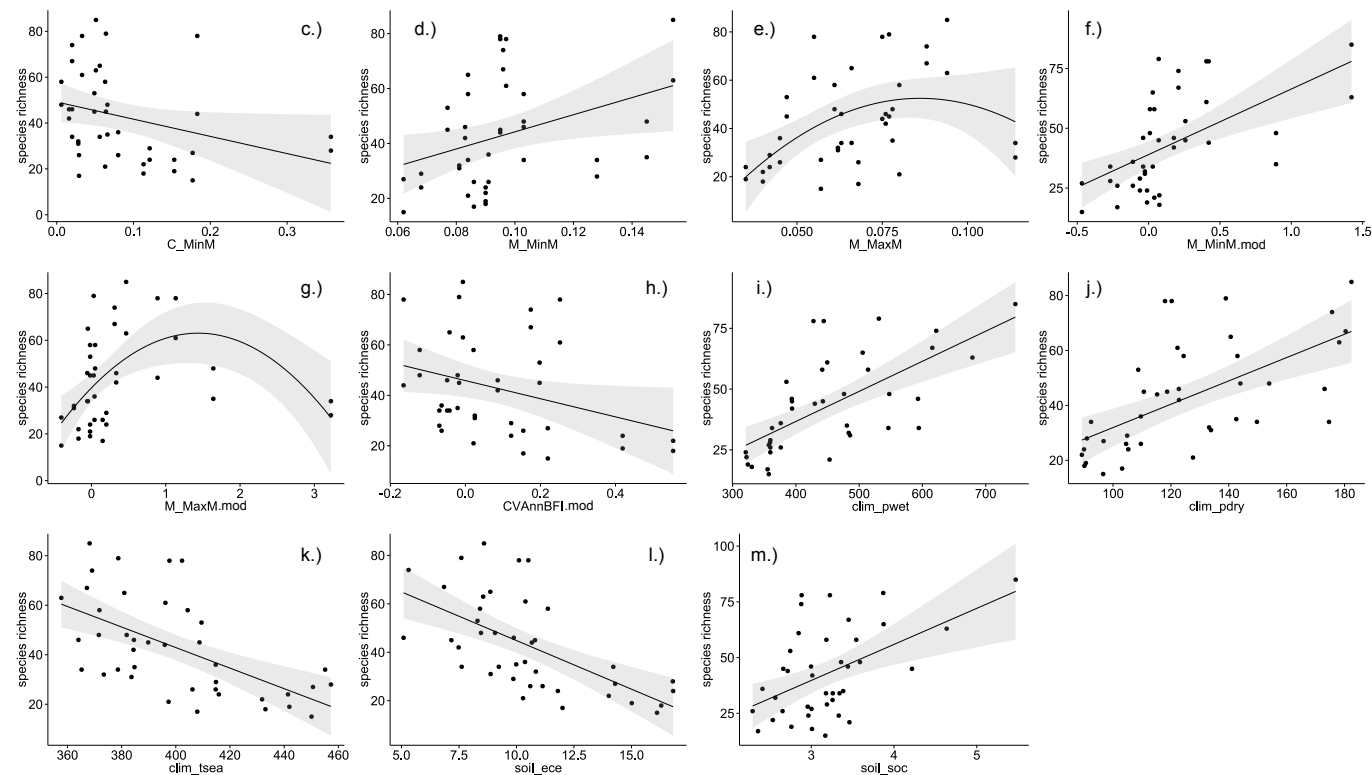 c.)
80
60
40
20
0
species richness
0.0 0.1 0.2 0.3
C_MinM
d.)
80
60
40
20
species richness
0.06 0.08 0.10 0.12 0.14
M_MinM
e.)
80
60
40
20
0
species richness
0.050 0.075 0.100
M_MaxM
f.)
75
50
25
species richness
-0.5 0.0 0.5 1.0 1.5
M_MinM.mod
g.)
80
60
40
20
0
species richness
0 1 2 3
M_MaxM.mod
h.)
80
60
40
20
species richness
-0.2 0.0 0.2 0.4
CVAnnBFI.mod
i.)
75
50
25
species richness
300 400 500 600 700
clim_pwet
j.)
80
60
40
20
species richness
100 120 140 160 180
clim_pdry
k.)
80
60
40
20
species richness
360 380 400 420 440 460
clim_tsea
l.)
80
60
40
20
species richness
5.0 7.5 10.0 12.5 15.0
soil_ece
m.)
100
75
50
25
species richness
3 4 5
soil_soc